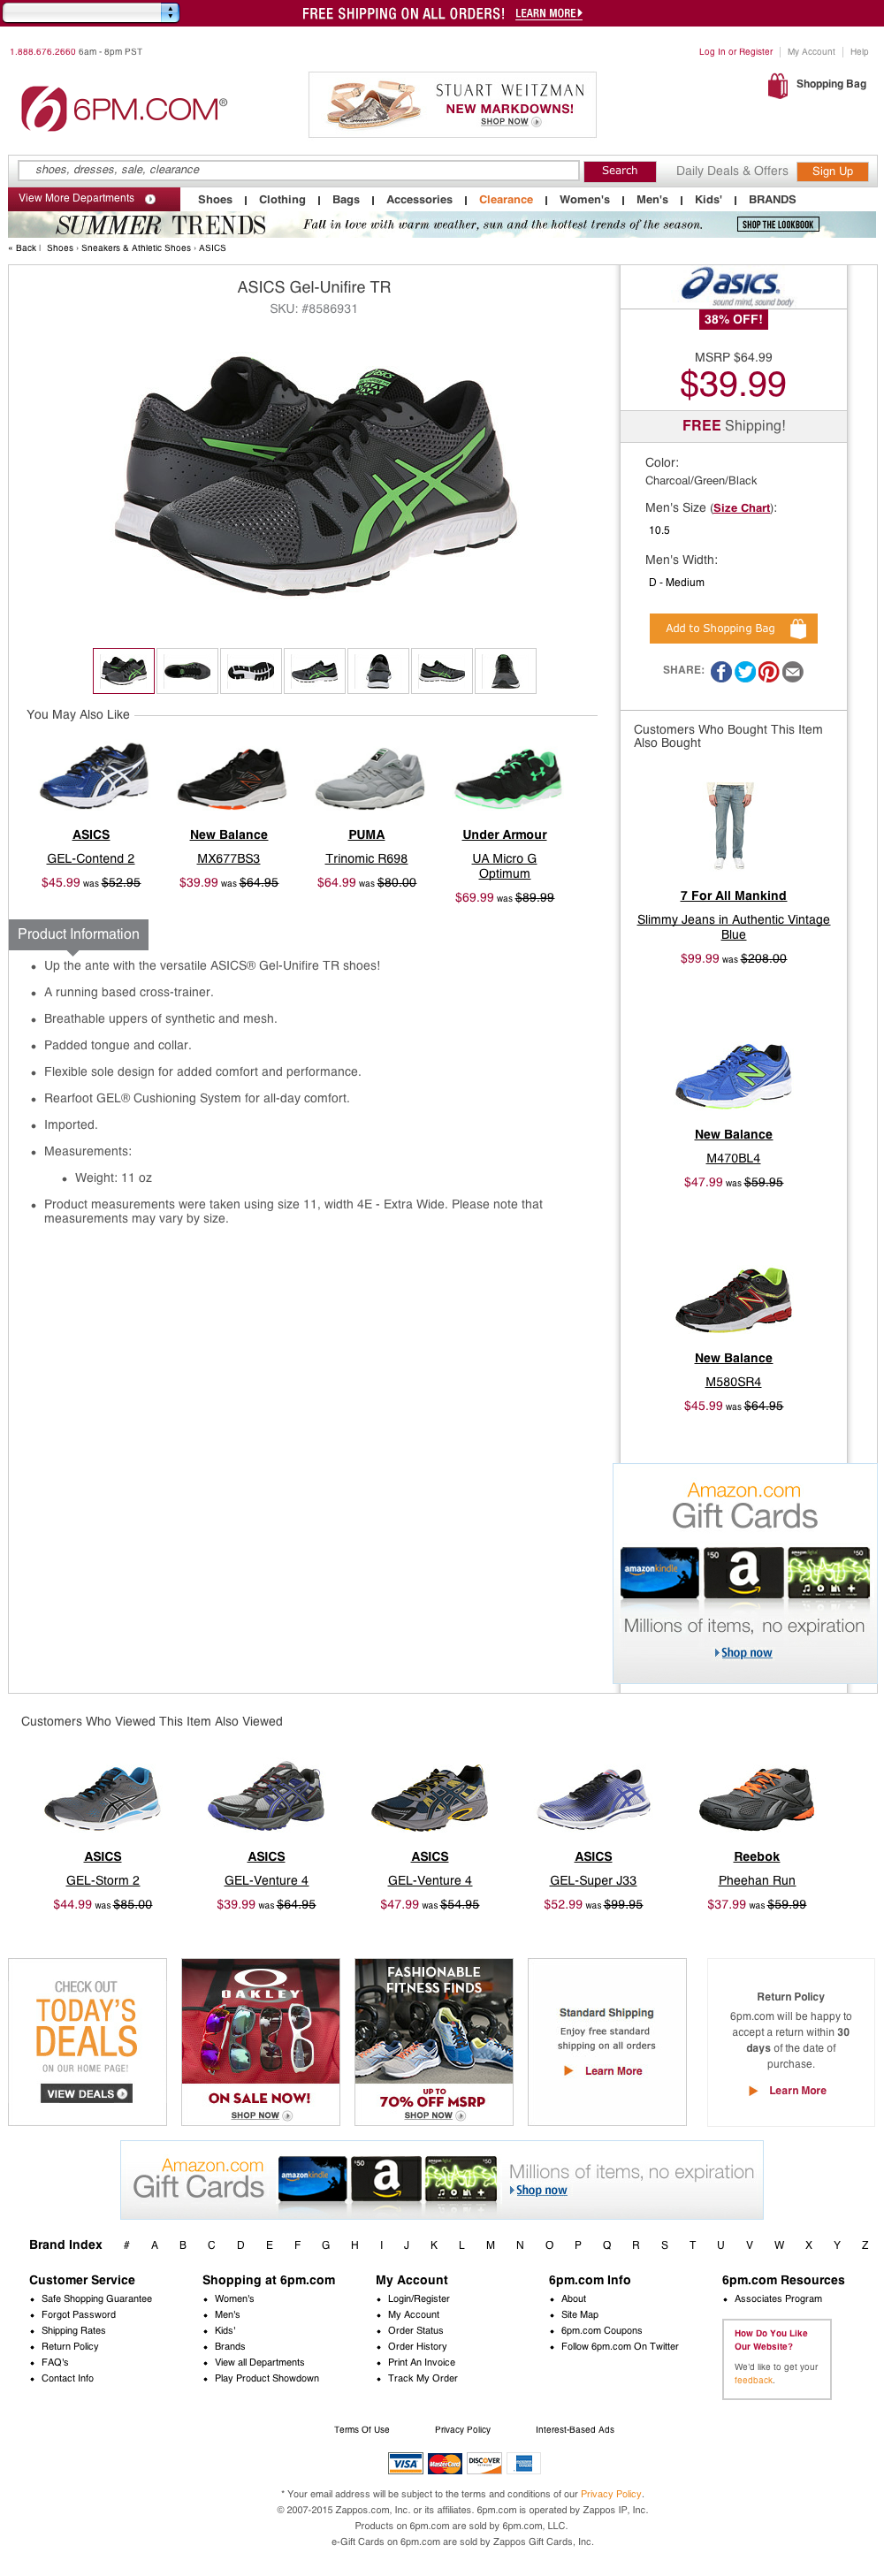 FREE SHIPPING ON ALL ORDERS! LEARN MORE
1.888.676.2660 6am - 8pm PST
Log In or Register | My Account | Help
6PM.COM®
STUART WEITZMAN
NEW MARKDOWNS!
SHOP NOW
Shopping Bag
shoes, dresses, sale, clearance
Search
Daily Deals & Offers
Sign Up
View More Departments
Shoes | Clothing | Bags | Accessories | Clearance | Women's | Men's | Kids' | BRANDS
SUMMER TRENDS Fall in love with summer, sun and the hottest trends of the season. SHOP THE LOOKBOOK
« Back | Shoes › Sneakers & Athletic Shoes › ASICS
ASICS Gel-Unifire TR
SKU: #8586931
asics
sound mind, sound body
38% OFF!
MSRP $64.99
$39.99
FREE Shipping!
Color:
Charcoal/Green/Black
Men's Size (Size Chart):
10.5
Men's Width:
D - Medium
Add to Shopping Bag
SHARE:
You May Also Like
ASICS
GEL-Contend 2
$45.99 was $52.95
New Balance
MX677BS3
$39.99 was $64.95
PUMA
Trinomic R698
$64.99 was $80.00
Under Armour
UA Micro G
Optimum
$69.99 was $89.99
Product Information
• Up the ante with the versatile ASICS® Gel-Unifire TR shoes!
• A running based cross-trainer.
• Breathable uppers of synthetic and mesh.
• Padded tongue and collar.
• Flexible sole design for added comfort and performance.
• Rearfoot GEL® Cushioning System for all-day comfort.
• Imported.
• Measurements:
• Weight: 11 oz
• Product measurements were taken using size 11, width 4E - Extra Wide. Please note that
measurements may vary by size.
Customers Who Bought This Item
Also Bought
7 For All Mankind
Slimmy Jeans in Authentic Vintage
Blue
$99.99 was $208.00
New Balance
M470BL4
$47.99 was $59.95
New Balance
M580SR4
$45.99 was $64.95
Amazon.com
Gift Cards
amazonkindle
$50
a
$50
Millions of items, no expiration
Shop now
Customers Who Viewed This Item Also Viewed
ASICS
GEL-Storm 2
$44.99 was $85.00
ASICS
GEL-Venture 4
$39.99 was $64.95
ASICS
GEL-Venture 4
$47.99 was $54.95
ASICS
GEL-Super J33
$52.99 was $99.95
Reebok
Pheehan Run
$37.99 was $59.99
CHECK OUT
TODAY'S
DEALS
ON OUR HOME PAGE!
VIEW DEALS
OAKLEY
ON SALE NOW!
SHOP NOW
FASHIONABLE
FITNESS FINDS
UP TO
70% OFF MSRP
SHOP NOW
Standard Shipping
Enjoy free standard
shipping on all orders
Learn More
Return Policy
6pm.com will be happy to
accept a return within 30
days of the date of
purchase.
Learn More
Amazon.com
Gift Cards
amazonkindle
$50
a
$50
Millions of items, no expiration
Shop now
Brand Index # A B C D E F G H I J K L M N O P Q R S T U V W X Y Z
Customer Service
• Safe Shopping Guarantee
• Forgot Password
• Shipping Rates
• Return Policy
• FAQ's
• Contact Info
Shopping at 6pm.com
• Women's
• Men's
• Kids'
• Brands
• View all Departments
• Play Product Showdown
My Account
• Login/Register
• My Account
• Order Status
• Order History
• Print An Invoice
• Track My Order
6pm.com Info
• About
• Site Map
• 6pm.com Coupons
• Follow 6pm.com On Twitter
6pm.com Resources
• Associates Program
How Do You Like
Our Website?
We'd like to get your
feedback.
Terms Of Use
Privacy Policy
Interest-Based Ads
VISA
MasterCard
DISCOVER
* Your email address will be subject to the terms and conditions of our Privacy Policy.
© 2007-2015 Zappos.com, Inc. or its affiliates. 6pm.com is operated by Zappos IP, Inc.
Products on 6pm.com are sold by 6pm.com, LLC.
e-Gift Cards on 6pm.com are sold by Zappos Gift Cards, Inc.